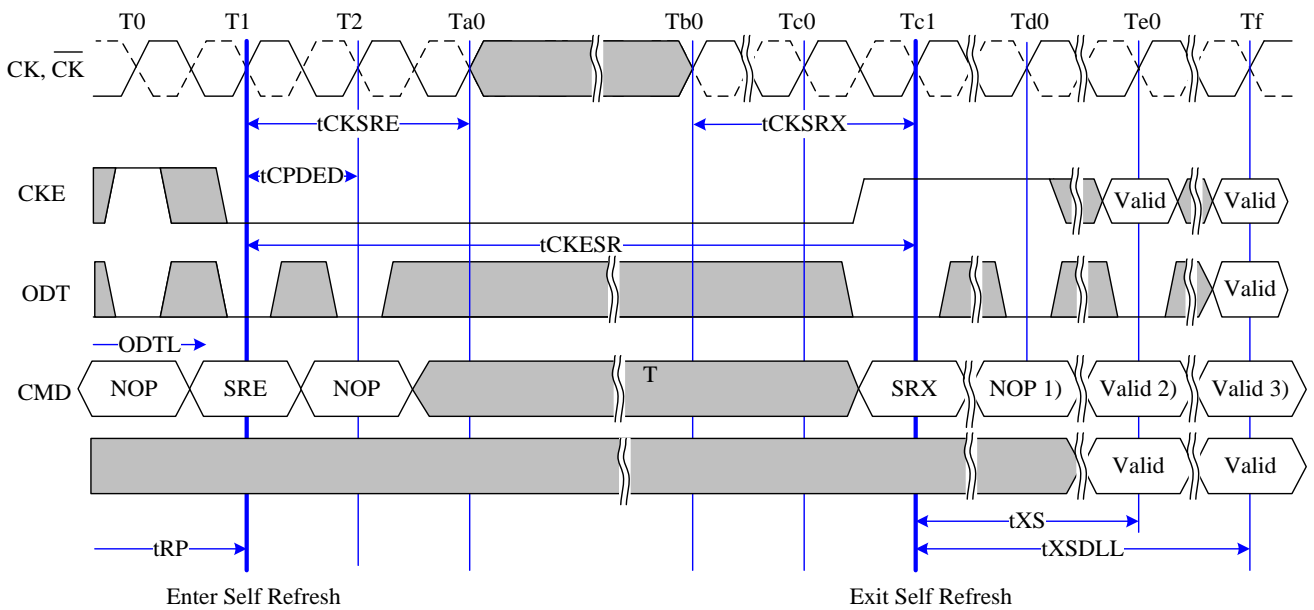 T0 T1 T2 Ta0 Tb0 Tc0 Tc1 Td0 Te0 Tf
CK, CK
tCKSRE tCKSRX
CKE tCPDED Valid Valid
tCKESR
ODT Valid
ODTL
CMD NOP SRE NOP T SRX NOP 1) Valid 2) Valid 3)
Valid Valid
tXS
tRP tXSDLL
Enter Self Refresh Exit Self Refresh